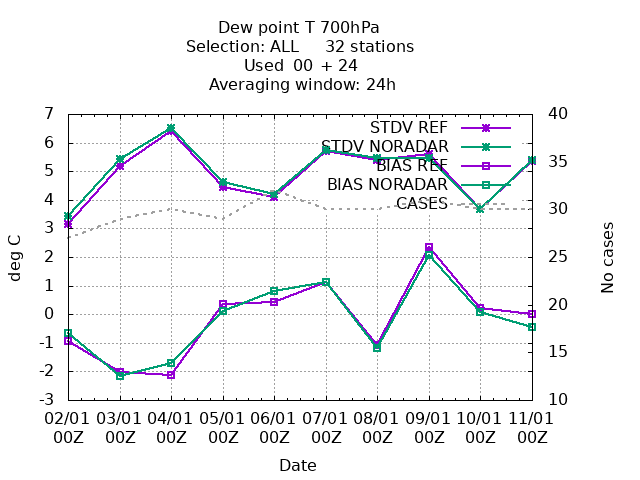 Dew point T 700hPa
Selection: ALL 32 stations
Used 00 + 24
Averaging window: 24h
7 40
STDV REF
6
STDV NORADAR
5 35
BIAS REF
BIAS NORADAR
4 30
CASES
3
deg C
No cases
2 25
1
20
0
-1 15
-2
-3 10
02/01 03/01 04/01 05/01 06/01 07/01 08/01 09/01 10/01 11/01
00Z 00Z 00Z 00Z 00Z 00Z 00Z 00Z 00Z 00Z
Date